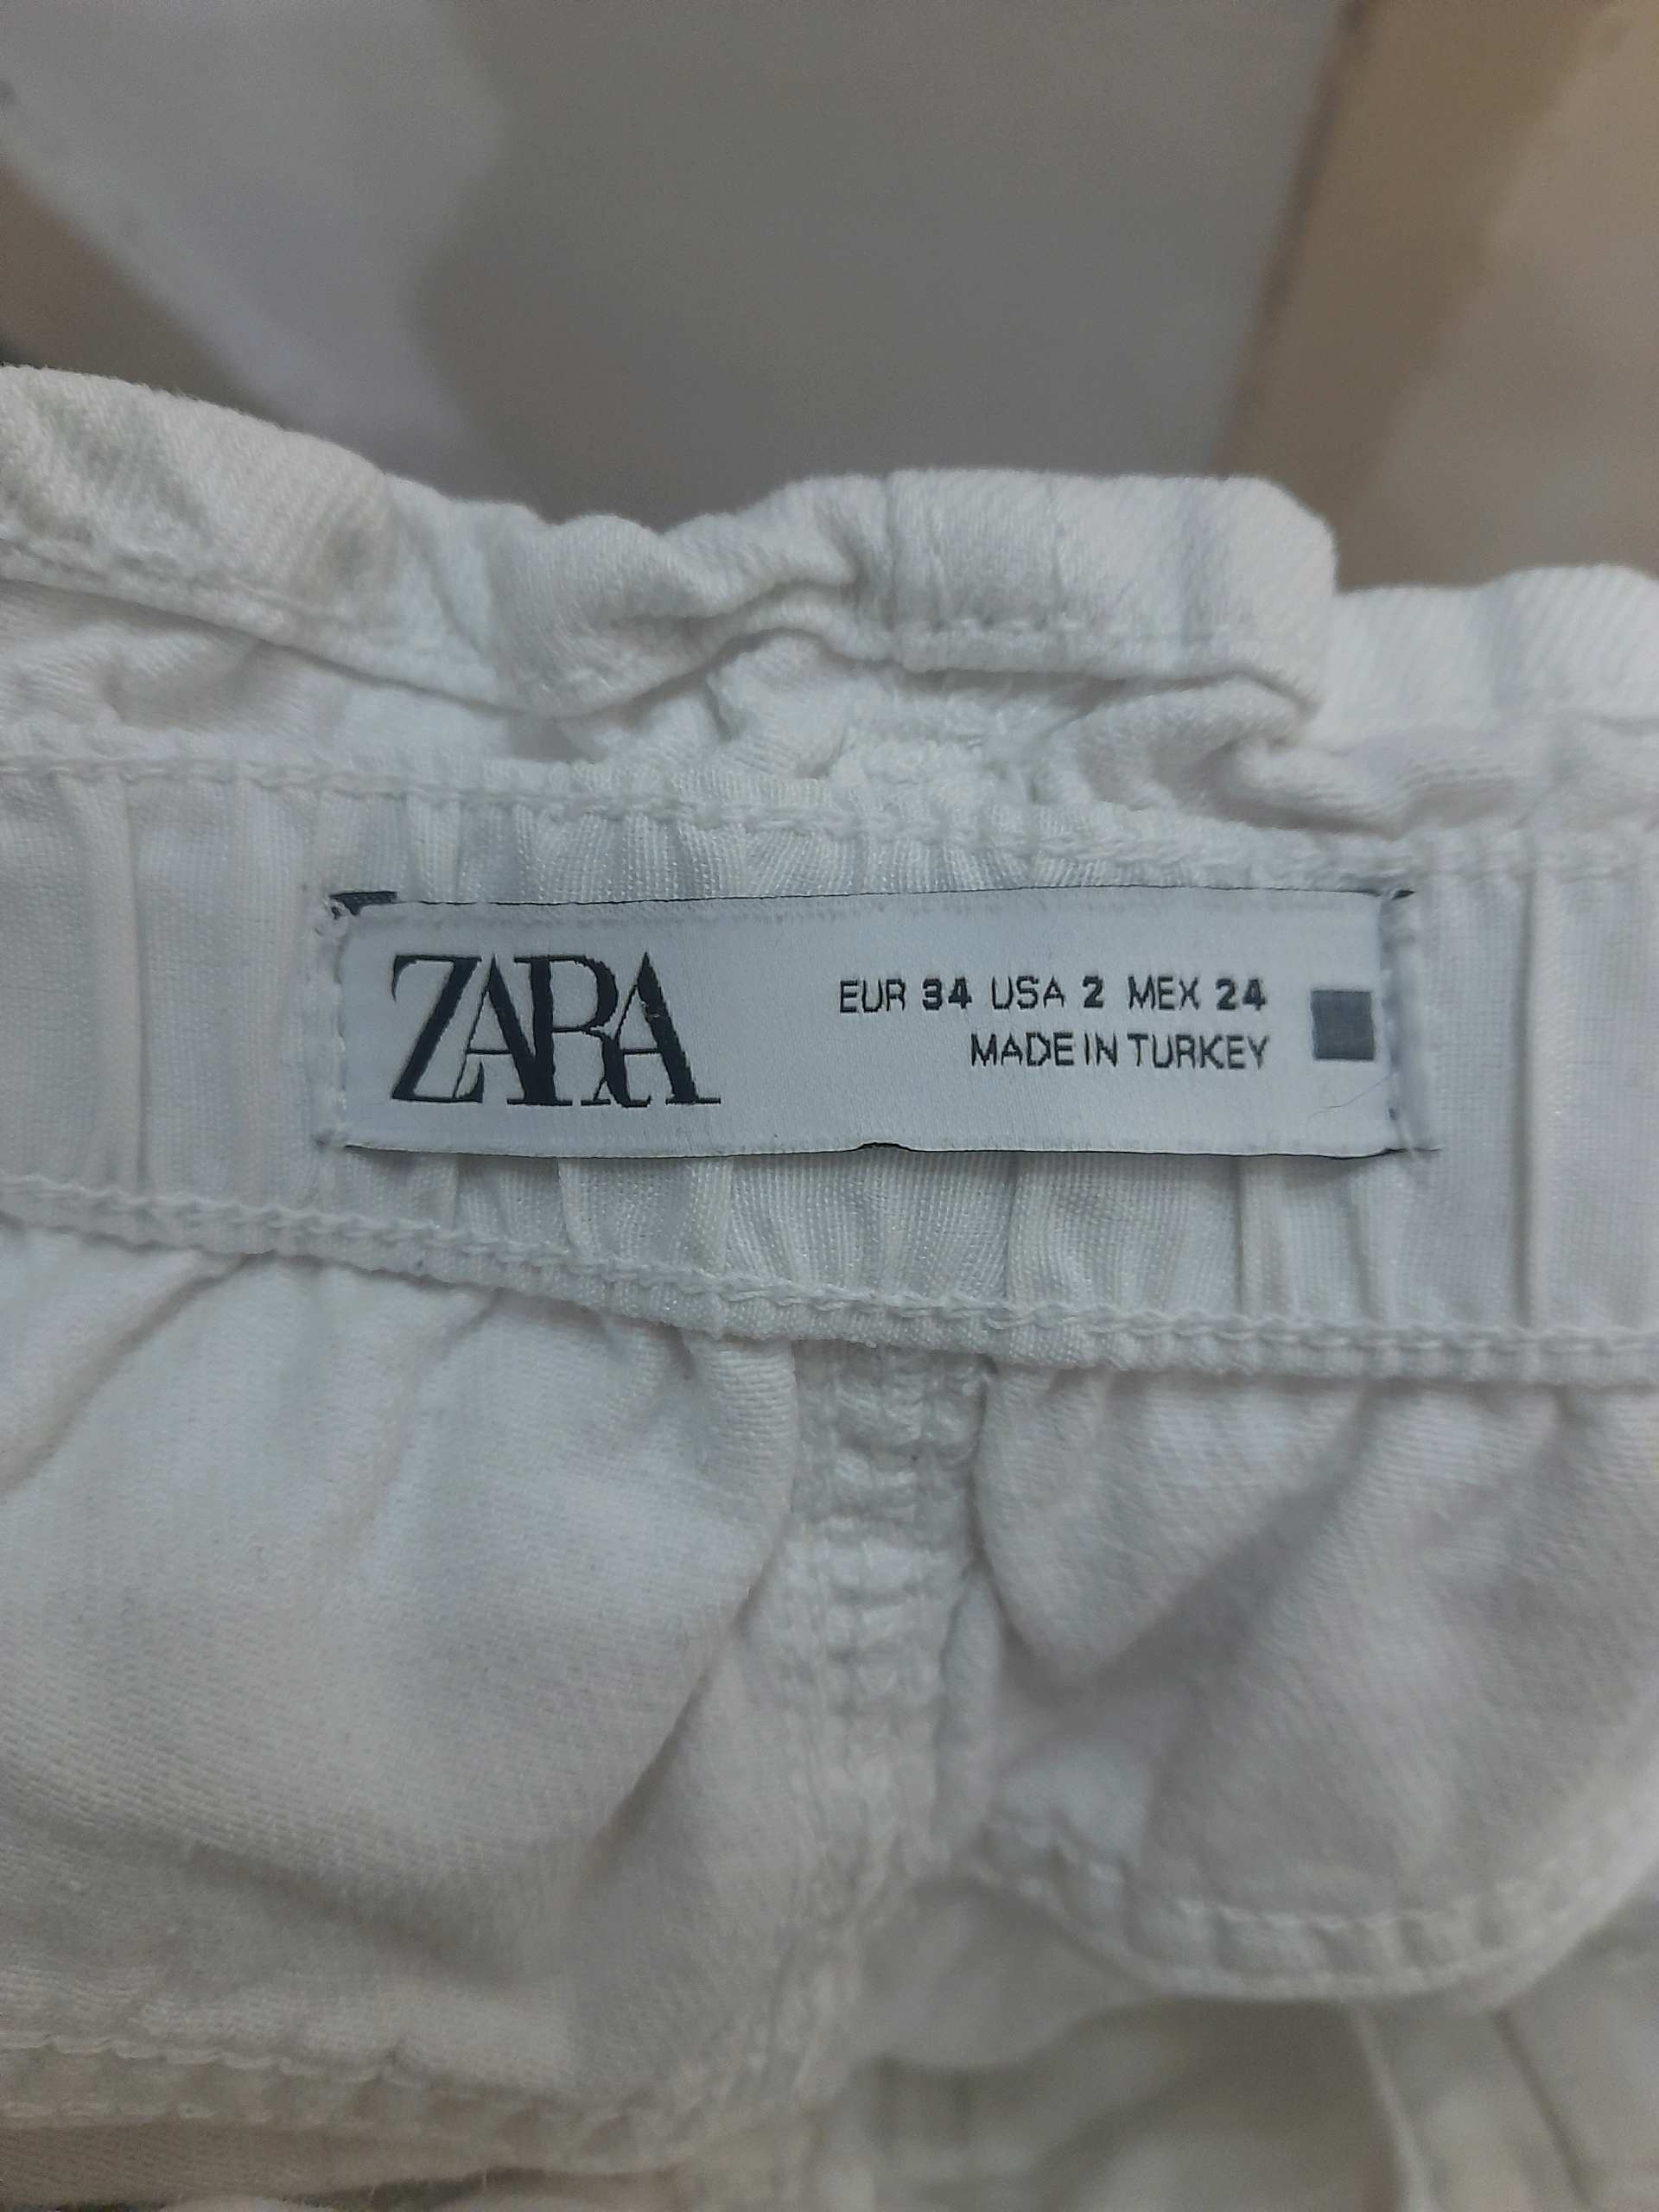 ZARA
EUR 34 USA 2 MEX 24
MADE IN TURKEY